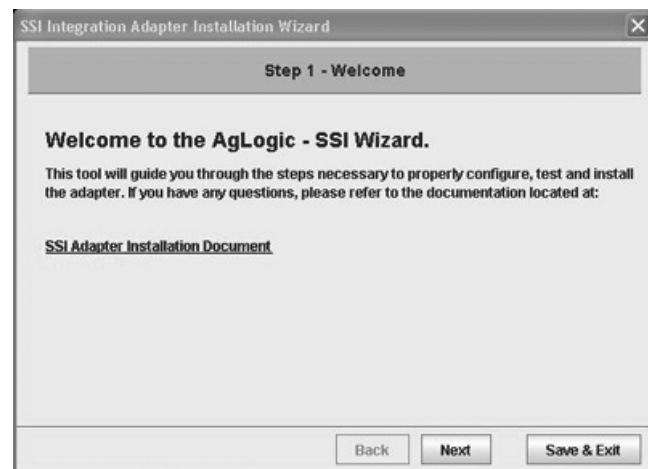 SSI Integration Adapter Installation Wizard
Step 1 - Welcome
Welcome to the AgLogic - SSI Wizard.
This tool will guide you through the steps necessary to properly configure, test and install
the adapter. If you have any questions, please refer to the documentation located at:
SSI Adapter Installation Document
Back Next Save & Exit